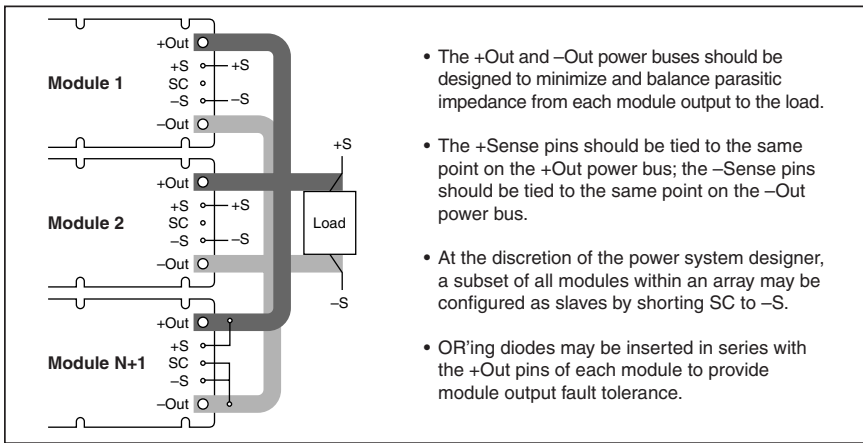 +Out
+S
+S
Module 1
SC
–S
–S
–Out
+S
+Out
+S
+S
Module 2
SC
Load
–S
–S
–Out
–S
+Out
+S
Module N+1
SC
–S
–Out
• The +Out and –Out power buses should be
designed to minimize and balance parasitic
impedance from each module output to the load.
• The +Sense pins should be tied to the same
point on the +Out power bus; the –Sense pins
should be tied to the same point on the –Out
power bus.
• At the discretion of the power system designer,
a subset of all modules within an array may be
configured as slaves by shorting SC to –S.
• OR'ing diodes may be inserted in series with
the +Out pins of each module to provide
module output fault tolerance.